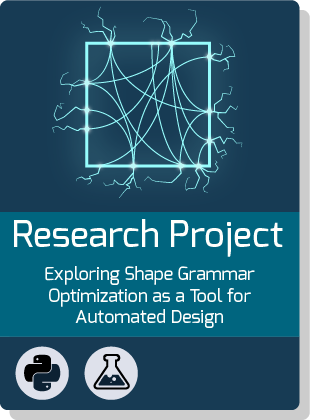 Research Project
Exploring Shape Grammar
Optimization as a Tool for
Automated Design